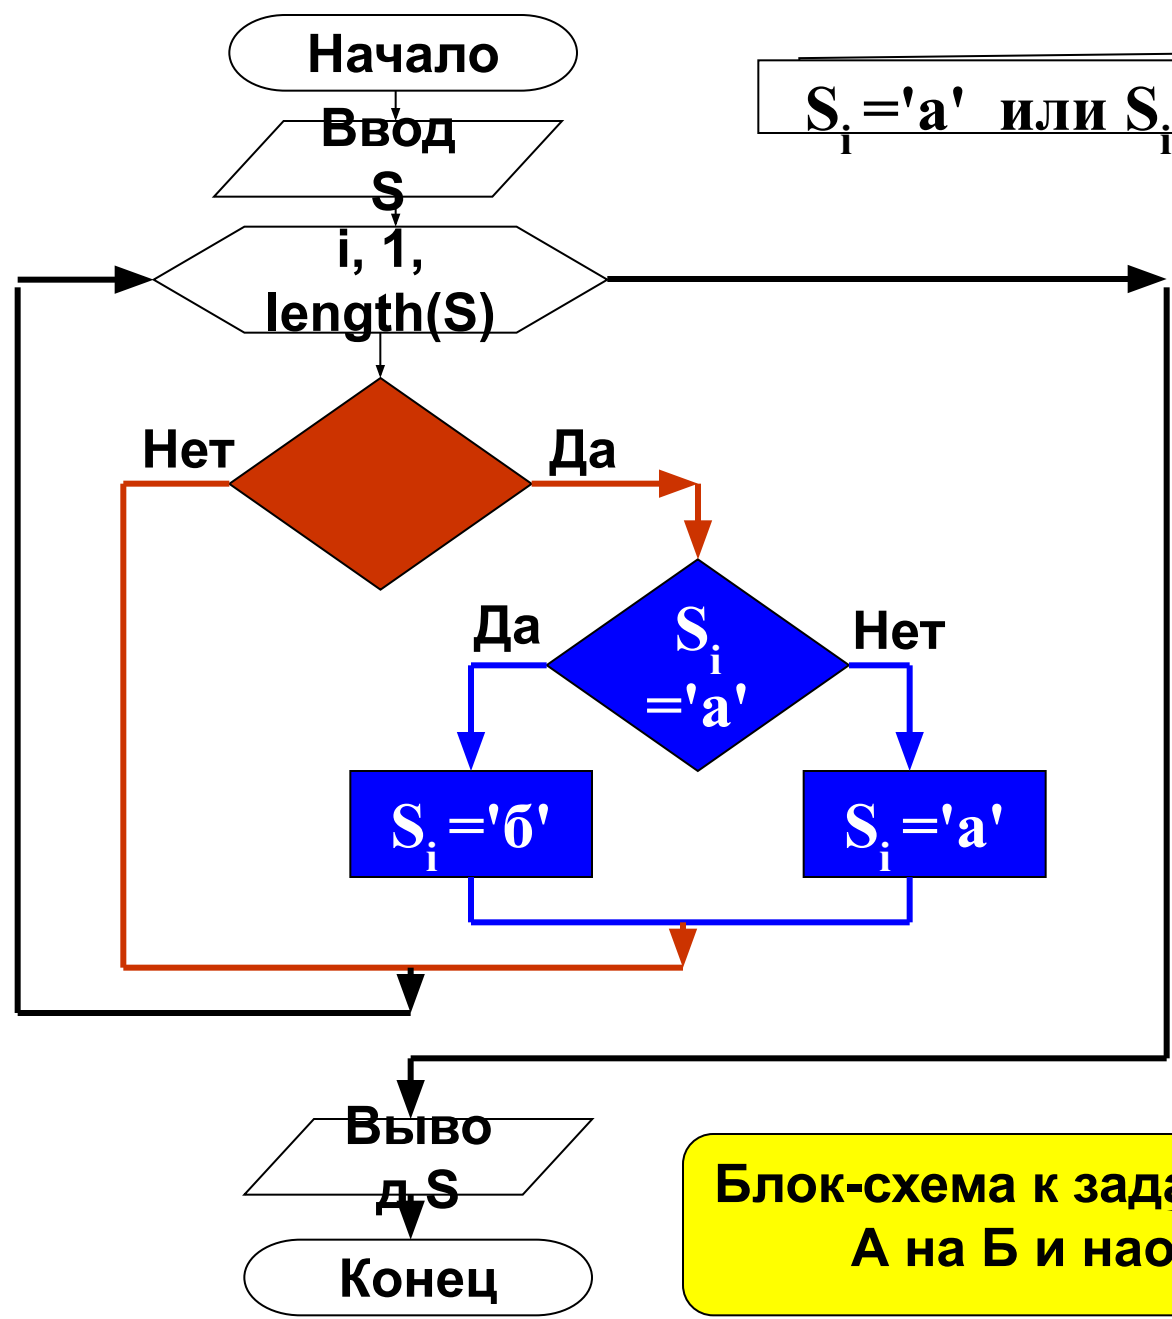 Начало
Si='а' или Si
Ввод
S
i, 1,
length(S)
Нет
Да
Да
Si
='а'
Нет
Si='б'
Si='а'
Выво
д S
Блок-схема к зада
А на Б и нао
Конец